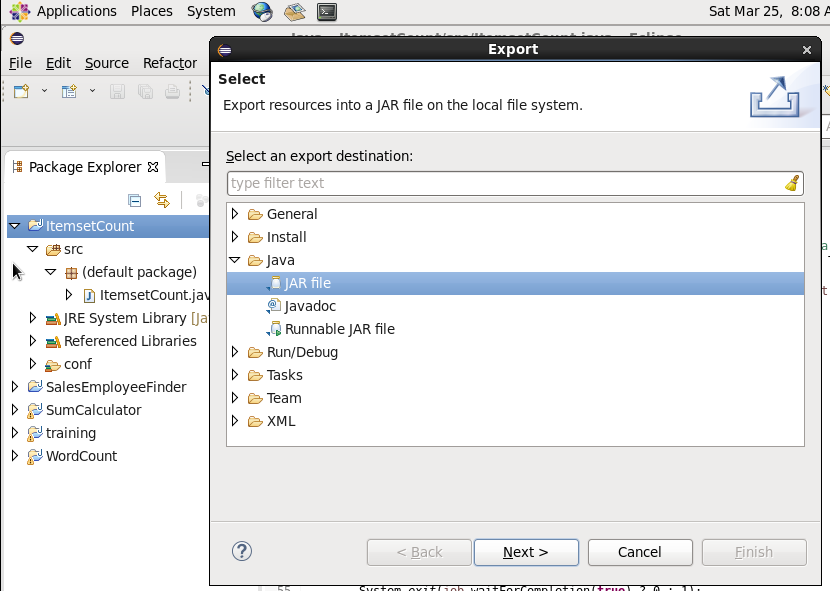 Applications Places System Sat Mar 25, 8:08 A
Java - ItemsetCount/src/ItemsetCount.java - Eclipse
Export
File Edit Source Refactor
Select
Export resources into a JAR file on the local file system.
Package Explorer
Select an export destination:
type filter text
ItemsetCount
src
(default package)
ItemsetCount.jav
JRE System Library [Ja
Referenced Libraries
conf
SalesEmployeeFinder
SumCalculator
training
WordCount
General
Install
Java
JAR file
Javadoc
Runnable JAR file
Run/Debug
Tasks
Team
XML
< Back Next > Cancel Finish
55 System.exit(job.waitForCompletion(true) ? 0 : 1);